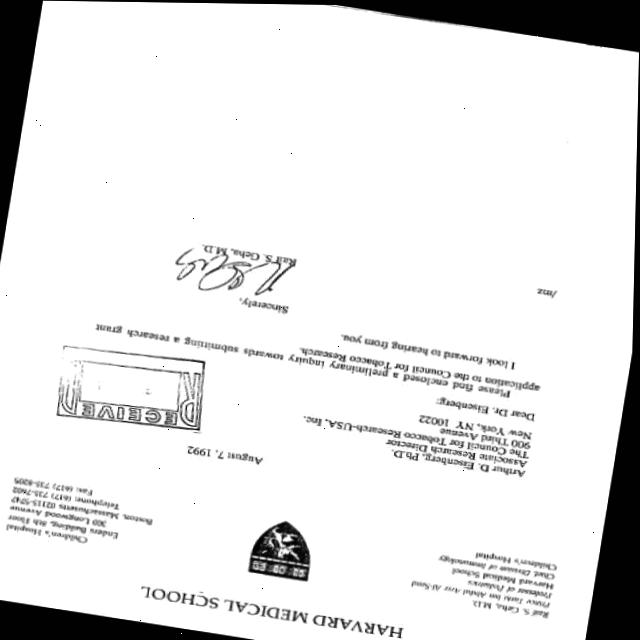 HARVARD MEDICAL SCHOOL
Raif S. Geha, M.D.
Prince Turki bin Abdul Aziz Al-Saud
Professor of Pediatrics
Harvard Medical School
Chief, Division of Immunology
Children's Hospital
Children's Hospital
Enders Building, 8th Floor
300 Longwood Avenue
Boston, Massachusetts 02115-5747
Telephone: (617) 735-7602
Fax: (617) 735-8205
August 7, 1992
Arthur D. Eisenberg, Ph.D.
Associate Research Director
The Council for Tobacco Research-USA, Inc.
900 Third Avenue
New York, NY 10022
RECEIVED
Dear Dr. Eisenberg:
Please find enclosed a preliminary inquiry towards submitting a research grant
application to the Council for Tobacco Research.
I look forward to hearing from you.
Sincerely,
Raif S. Geha, M.D.
/mz